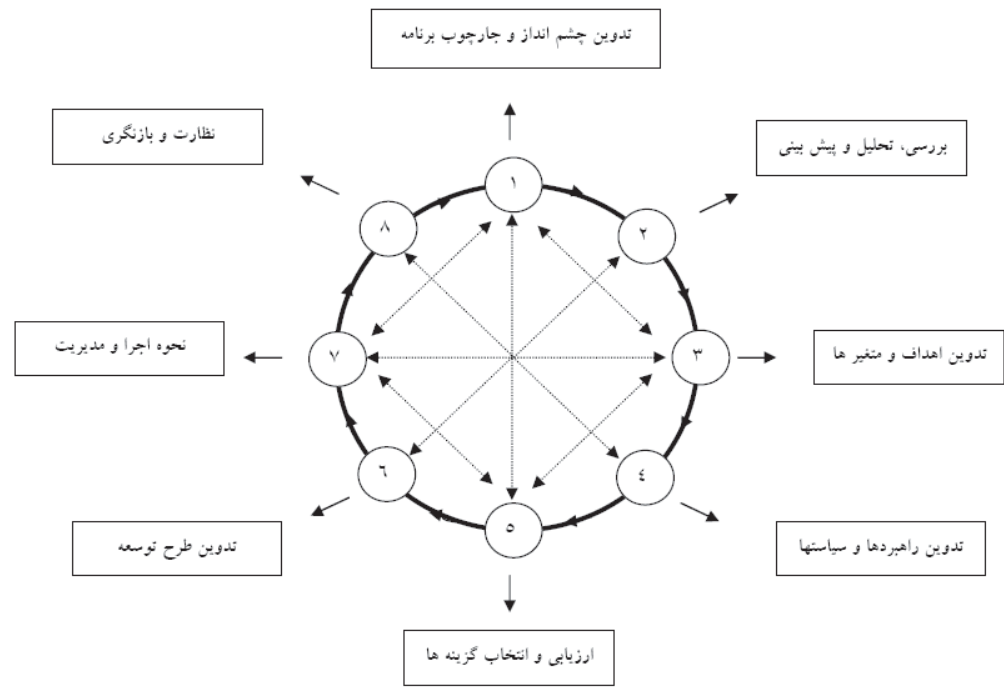 تدوین چشم انداز و جارچوب برنامه
نظارت و بازنگری
بررسی، تحلیل و پیش بینی
۱
۲
۸
نحوه اجرا و مدیریت
۷
۳
تدوین اهداف و متغیر ها
۶
٤
۵
تدوین طرح توسعه
تدوین راهبردها و سیاستها
ارزیابی و انتخاب گزینه ها